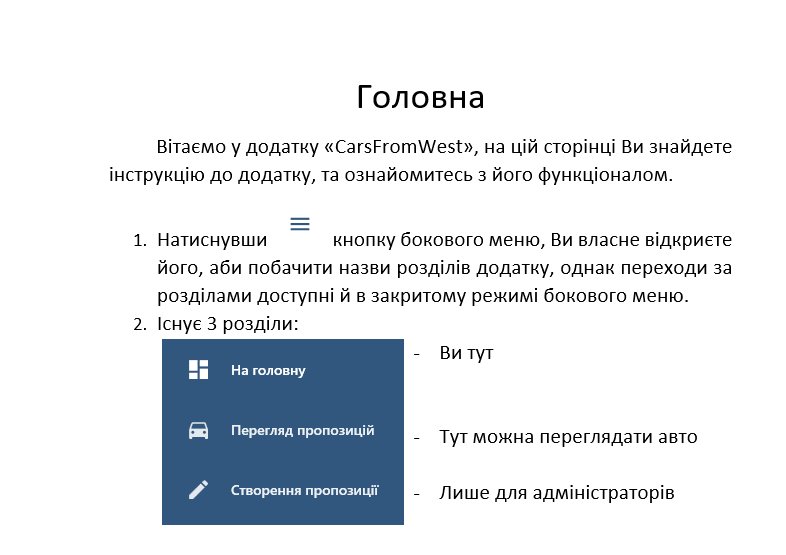 Головна
Вітаємо у додатку «CarsFromWest», на цій сторінці Ви знайдете
інструкцію до додатку, та ознайомитесь з його функціоналом.
1. Натиснувши кнопку бокового меню, Ви власне відкриєте
його, аби побачити назви розділів додатку, однак переходи за
розділами доступні й в закритому режимі бокового меню.
2. Існує 3 розділи:
На головну - Ви тут
Перегляд пропозицій - Тут можна переглядати авто
Створення пропозиції - Лише для адміністраторів